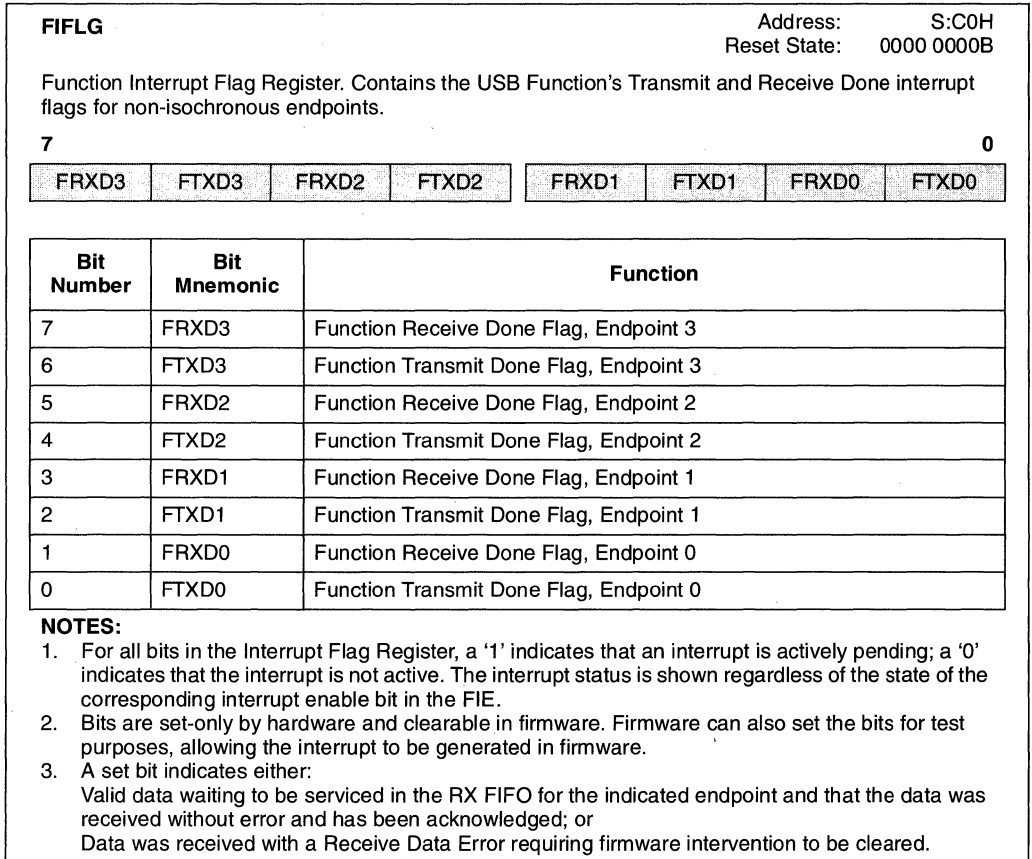 FIFLG
Address: S:C0H
Reset State: 0000 0000B
Function Interrupt Flag Register. Contains the USB Function's Transmit and Receive Done interrupt
flags for non-isochronous endpoints.
7 0
FRXD3 FTXD3 FRXD2 FTXD2 FRXD1 FTXD1 FRXD0 FTXD0
Bit Number Bit Mnemonic Function
7 FRXD3 Function Receive Done Flag, Endpoint 3
6 FTXD3 Function Transmit Done Flag, Endpoint 3
5 FRXD2 Function Receive Done Flag, Endpoint 2
4 FTXD2 Function Transmit Done Flag, Endpoint 2
3 FRXD1 Function Receive Done Flag, Endpoint 1
2 FTXD1 Function Transmit Done Flag, Endpoint 1
1 FRXD0 Function Receive Done Flag, Endpoint 0
0 FTXD0 Function Transmit Done Flag, Endpoint 0
NOTES:
1. For all bits in the Interrupt Flag Register, a '1' indicates that an interrupt is actively pending; a '0'
indicates that the interrupt is not active. The interrupt status is shown regardless of the state of the
corresponding interrupt enable bit in the FIE.
2. Bits are set-only by hardware and clearable in firmware. Firmware can also set the bits for test
purposes, allowing the interrupt to be generated in firmware.
3. A set bit indicates either:
Valid data waiting to be serviced in the RX FIFO for the indicated endpoint and that the data was
received without error and has been acknowledged; or
Data was received with a Receive Data Error requiring firmware intervention to be cleared.